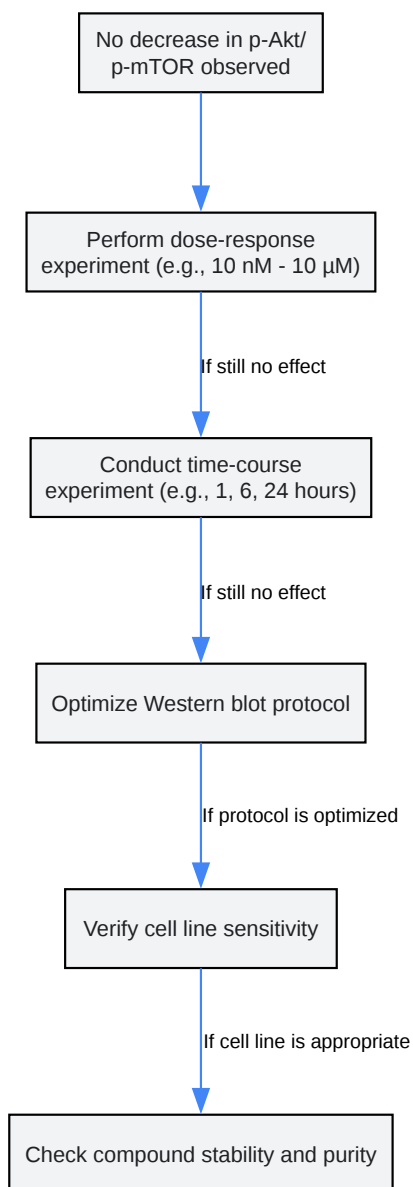 No decrease in p-Akt/
p-mTOR observed
Perform dose-response
experiment (e.g., 10 nM - 10 µM)
If still no effect
Conduct time-course
experiment (e.g., 1, 6, 24 hours)
If still no effect
Optimize Western blot protocol
If protocol is optimized
Verify cell line sensitivity
If cell line is appropriate
Check compound stability and purity